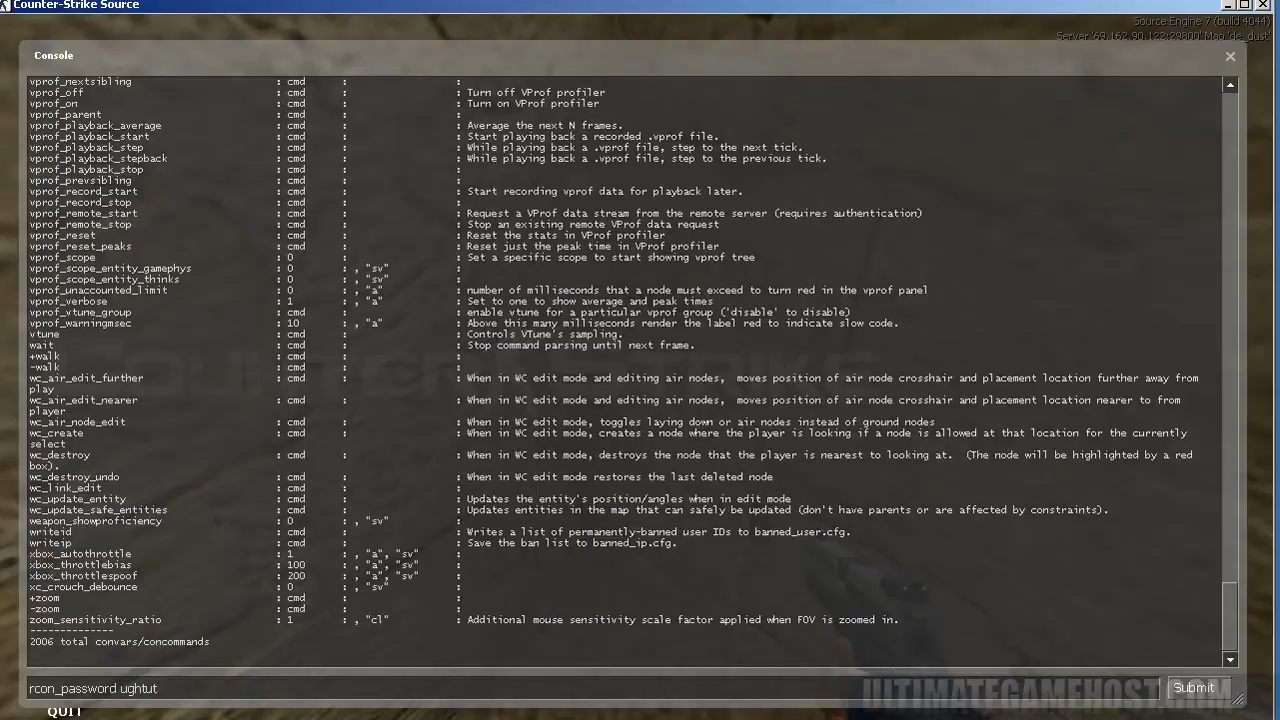 Counter-Strike Source
Source Engine 7 (build 4044)
Server '69.162.90.122:29800' Map 'de_dust'
Console
vprof_nextsibling : cmd : :
vprof_off : cmd : : Turn off VProf profiler
vprof_on : cmd : : Turn on VProf profiler
vprof_parent : cmd : :
vprof_playback_average : cmd : : Average the next N frames.
vprof_playback_start : cmd : : Start playing back a recorded .vprof file.
vprof_playback_step : cmd : : While playing back a .vprof file, step to the next tick.
vprof_playback_stepback : cmd : : While playing back a .vprof file, step to the previous tick.
vprof_playback_stop : cmd : :
vprof_prevsibling : cmd : :
vprof_record_start : cmd : : Start recording vprof data for playback later.
vprof_record_stop : cmd : :
vprof_remote_start : cmd : : Request a VProf data stream from the remote server (requires authentication)
vprof_remote_stop : cmd : : Stop an existing remote VProf data request
vprof_reset : cmd : : Reset the stats in VProf profiler
vprof_reset_peaks : cmd : : Reset just the peak time in VProf profiler
vprof_scope : 0 : : Set a specific scope to start showing vprof tree
vprof_scope_entity_gamephys : 0 : , "sv" :
vprof_scope_entity_thinks : 0 : , "sv" :
vprof_unaccounted_limit : 0 : , "a" : number of milliseconds that a node must exceed to turn red in the vprof panel
vprof_verbose : 1 : , "a" : Set to one to show average and peak times
vprof_vtune_group : cmd : : enable vtune for a particular vprof group ('disable' to disable)
vprof_warningmsec : 10 : , "a" : Above this many milliseconds render the label red to indicate slow code.
vtune : cmd : : Controls VTune's sampling.
wait : cmd : : Stop command parsing until next frame.
+walk : cmd : :
-walk : cmd : :
wc_air_edit_further : cmd : : When in WC edit mode and editing air nodes,  moves position of air node crosshair and placement location further away from
play
wc_air_edit_nearer : cmd : : When in WC edit mode and editing air nodes,  moves position of air node crosshair and placement location nearer to from
player
wc_air_node_edit : cmd : : When in WC edit mode, toggles laying down or air nodes instead of ground nodes
wc_create : cmd : : When in WC edit mode, creates a node where the player is looking if a node is allowed at that location for the currently
select
wc_destroy : cmd : : When in WC edit mode, destroys the node that the player is nearest to looking at.  (The node will be highlighted by a red
box).
wc_destroy_undo : cmd : : When in WC edit mode restores the last deleted node
wc_link_edit : cmd : :
wc_update_entity : cmd : : Updates the entity's position/angles when in edit mode
wc_update_safe_entities : cmd : : Updates entities in the map that can safely be updated (don't have parents or are affected by constraints).
weapon_showproficiency : 0 : , "sv" :
writeid : cmd : : Writes a list of permanently-banned user IDs to banned_user.cfg.
writeip : cmd : : Save the ban list to banned_ip.cfg.
xbox_autothrottle : 1 : , "a", "sv" :
xbox_throttlebias : 100 : , "a", "sv" :
xbox_throttlespoof : 200 : , "a", "sv" :
xc_crouch_debounce : 0 : , "sv" :
+zoom : cmd : :
-zoom : cmd : :
zoom_sensitivity_ratio : 1 : , "cl" : Additional mouse sensitivity scale factor applied when FOV is zoomed in.
--------------
2006 total convars/concommands
rcon_password ughtut
Submit
ULTIMATEGAMEHOST.COM
QUIT